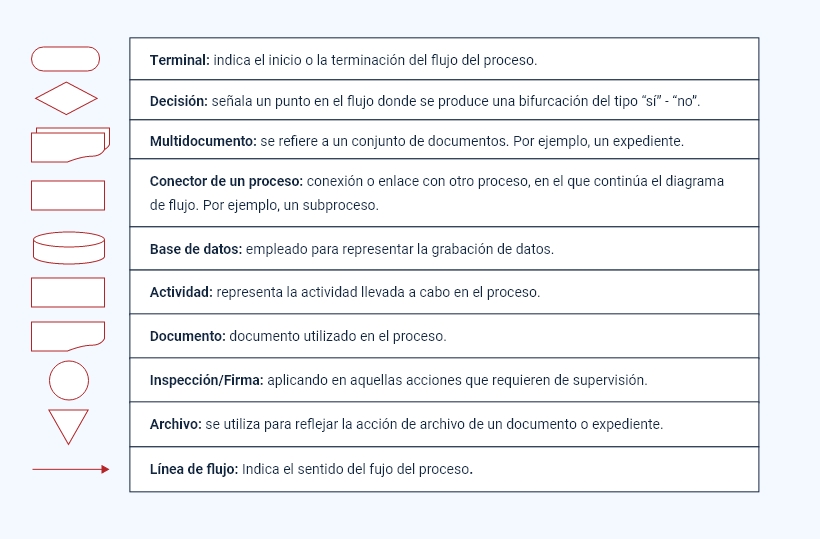 Terminal: indica el inicio o la terminación del flujo del proceso.
Decisión: señala un punto en el flujo donde se produce una bifurcación del tipo “sí” - “no”.
Multidocumento: se refiere a un conjunto de documentos. Por ejemplo, un expediente.
Conector de un proceso: conexión o enlace con otro proceso, en el que continúa el diagrama
de flujo. Por ejemplo, un subproceso.
Base de datos: empleado para representar la grabación de datos.
Actividad: representa la actividad llevada a cabo en el proceso.
Documento: documento utilizado en el proceso.
Inspección/Firma: aplicando en aquellas acciones que requieren de supervisión.
Archivo: se utiliza para reflejar la acción de archivo de un documento o expediente.
Línea de flujo: Indica el sentido del fujo del proceso.